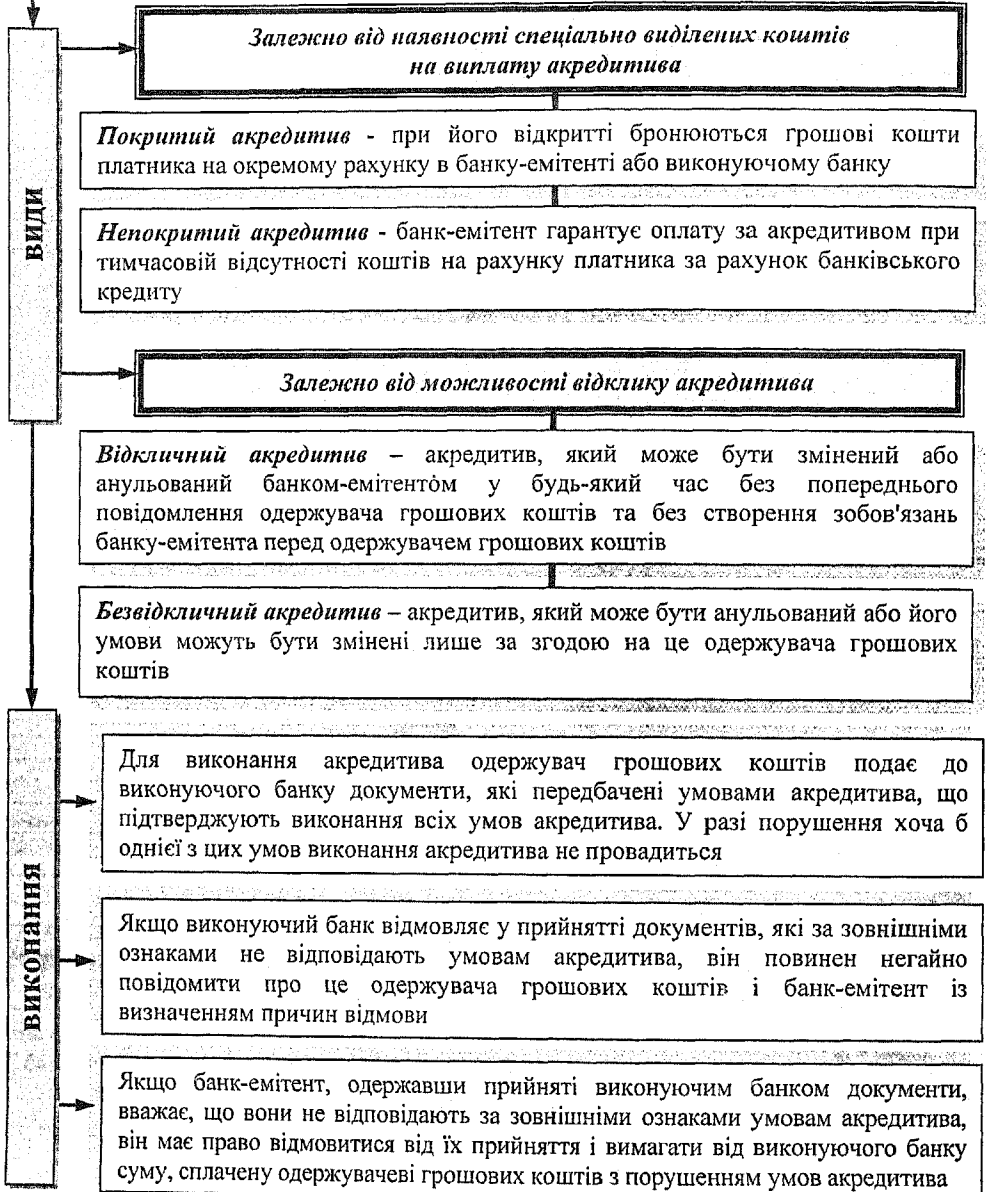 Залежно від наявності спеціально виділених коштів
на виплату акредитива
Покритий акредитив - при його відкритті бронюються грошові кошти
платника на окремому рахунку в банку-емітенті або виконуючому банку
Непокритий акредитив - банк-емітент гарантує оплату за акредитивом при
тимчасовій відсутності коштів на рахунку платника за рахунок банківського
кредиту
види
Залежно від можливості відклику акредитива
Відкличний акредитив – акредитив, який може бути змінений або
анульований банком-емітентом у будь-який час без попереднього
повідомлення одержувача грошових коштів та без створення зобов'язань
банку-емітента перед одержувачем грошових коштів
Безвідкличний акредитив – акредитив, який може бути анульований або його
умови можуть бути змінені лише за згодою на це одержувача грошових
коштів
виконання
Для виконання акредитива одержувач грошових коштів подає до
виконуючого банку документи, які передбачені умовами акредитива, що
підтверджують виконання всіх умов акредитива. У разі порушення хоча б
однієї з цих умов виконання акредитива не провадиться
Якщо виконуючий банк відмовляє у прийнятті документів, які за зовнішніми
ознаками не відповідають умовам акредитива, він повинен негайно
повідомити про це одержувача грошових коштів і банк-емітент із
визначенням причин відмови
Якщо банк-емітент, одержавши прийняті виконуючим банком документи,
вважає, що вони не відповідають за зовнішніми ознаками умовам акредитива,
він має право відмовитися від їх прийняття і вимагати від виконуючого банку
суму, сплачену одержувачеві грошових коштів з порушенням умов акредитива